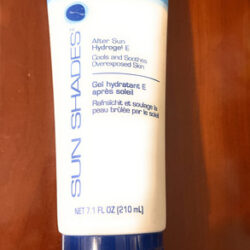 SUN SHADES
After Sun
Hydrogel E
Cools and Soothes
Overexposed Skin
Gel hydratant E
après soleil
Rafraîchit et soulage la
peau brûlée par le soleil
NET 7.1 FL OZ (210 mL)